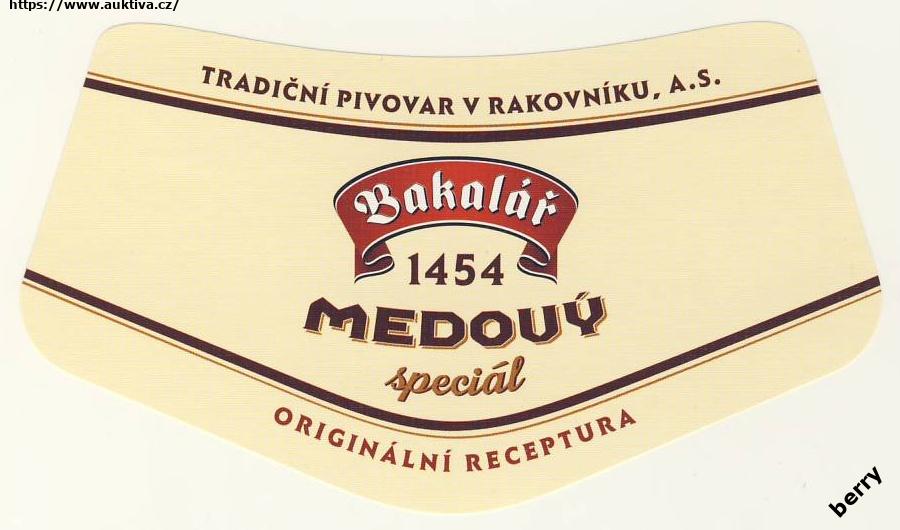 https://www.auktiva.cz/
TRADIČNÍ PIVOVAR V RAKOVNÍKU, A.S.
Bakalář
1454
MEDOVÝ
speciál
ORIGINÁLNÍ RECEPTURA
berry